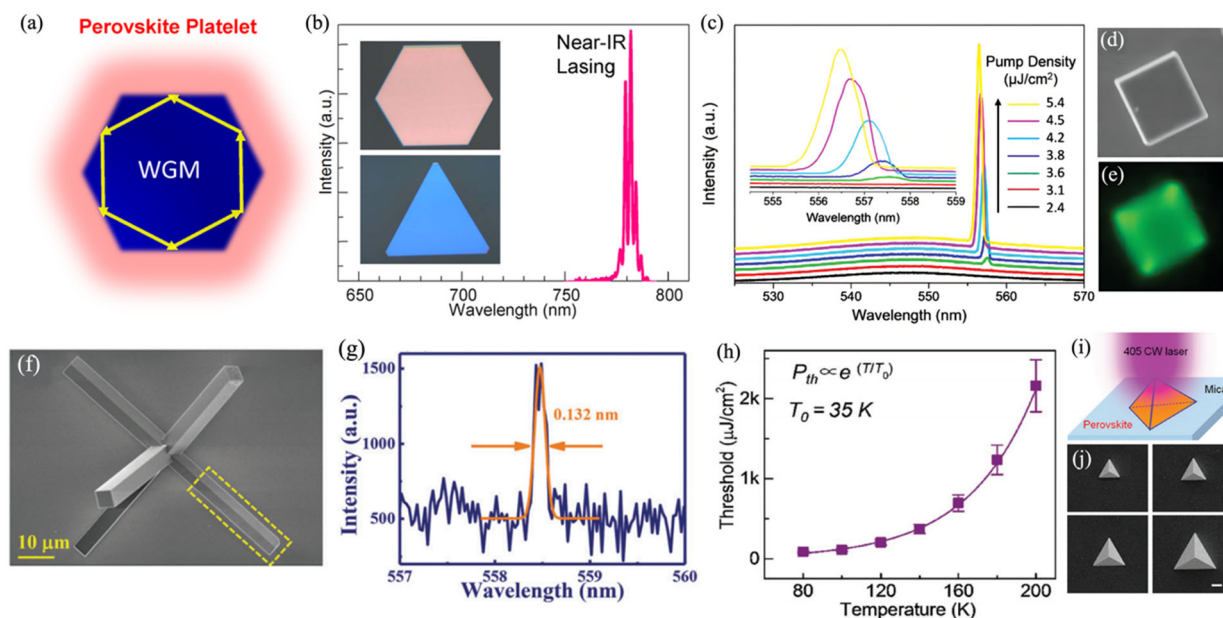 (a)
Perovskite Platelet
WGM
(b)
Intensity (a.u.)
Near-IR
Lasing
650
700
750
800
Wavelength (nm)
(c)
Intensity (a.u.)
Pump Density
(μJ/cm²)
5.4
4.5
4.2
3.8
3.6
3.1
2.4
555
556
557
558
559
Wavelength (nm)
530
540
550
560
570
Wavelength (nm)
(d)
(e)
(f)
10 μm
(g)
Intensity (a.u.)
1500
1000
500
0.132 nm
557
558
559
560
Wavelength (nm)
(h)
Threshold (μJ/cm²)
2k
1k
0
P_th ∝ e^(T/T₀)
T₀ = 35 K
80
120
160
200
Temperature (K)
(i)
405 CW laser
Mica
Perovskite
(j)